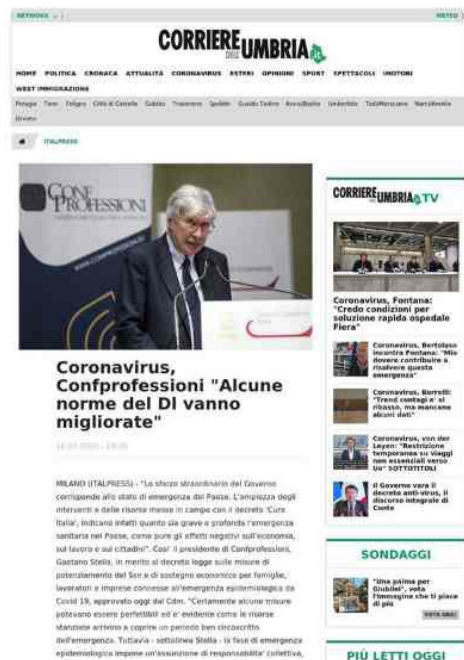 NETWORK
METEO
CORRIERE DELL'UMBRIA.it
HOME POLITICA CRONACA ATTUALITÀ CORONAVIRUS ESTERI OPINIONI SPORT SPETTACOLI IMOTORI
WEST IMMIGRAZIONE
Perugia Terni Foligno Città di Castello Gubbio Trasimeno Spoleto Gualdo Tadino Assisi/Bastia Umbertide Todi/Marsciano Narni/Amelia
Orvieto
ITALPRESS
CONF
PROFESSIONI
Coronavirus,
Confprofessioni "Alcune
norme del Dl vanno
migliorate"
MILANO (ITALPRESS) - "Lo sforzo straordinario del Governo
corrisponde allo stato di emergenza del Paese. L'ampiezza degli
interventi e delle risorse messe in campo con il decreto 'Cura
Italia', indicano infatti quanto sia grave e profonda l'emergenza
sanitaria nel Paese, come pure gli effetti negativi sull'economia,
sul lavoro e sui cittadini". Cosi' il presidente di Confprofessioni,
Gaetano Stella, in merito al decreto legge sulle misure di
potenziamento del Ssn e di sostegno economico per famiglie,
lavoratori e imprese connesse all'emergenza epidemiologica da
Covid 19, approvato oggi dal Cdm. "Certamente alcune misure
potevano essere perfettibili ed e' evidente come le risorse
stanziate arrivino a coprire un periodo ben circoscritto
dell'emergenza. Tuttavia - sottolinea Stella - la fase di emergenza
epidemiologica impone un'assunzione di responsabilita' collettiva,
CORRIERE DELL'UMBRIA TV
Coronavirus, Fontana:
"Credo condizioni per
soluzione rapida ospedale
Fiera"
Coronavirus, Bertolaso
incontra Fontana: "Mio
dovere contribuire a
risolvere questa
emergenza"
Coronavirus, Borrelli:
"Trend contagi e' si
ribasso, ma mancano
alcuni dati"
Coronavirus, von der
Leyen: "Restrizione
temporanea su viaggi
non essenziali verso
Ue" SOTTOTITOLI
Il Governo vara il
decreto anti-virus, il
discorso integrale di
Conte
SONDAGGI
"Una palma per
Giubilei", vota
l'immagine che ti piace
di più
VOTA ORA!
PIÙ LETTI OGGI